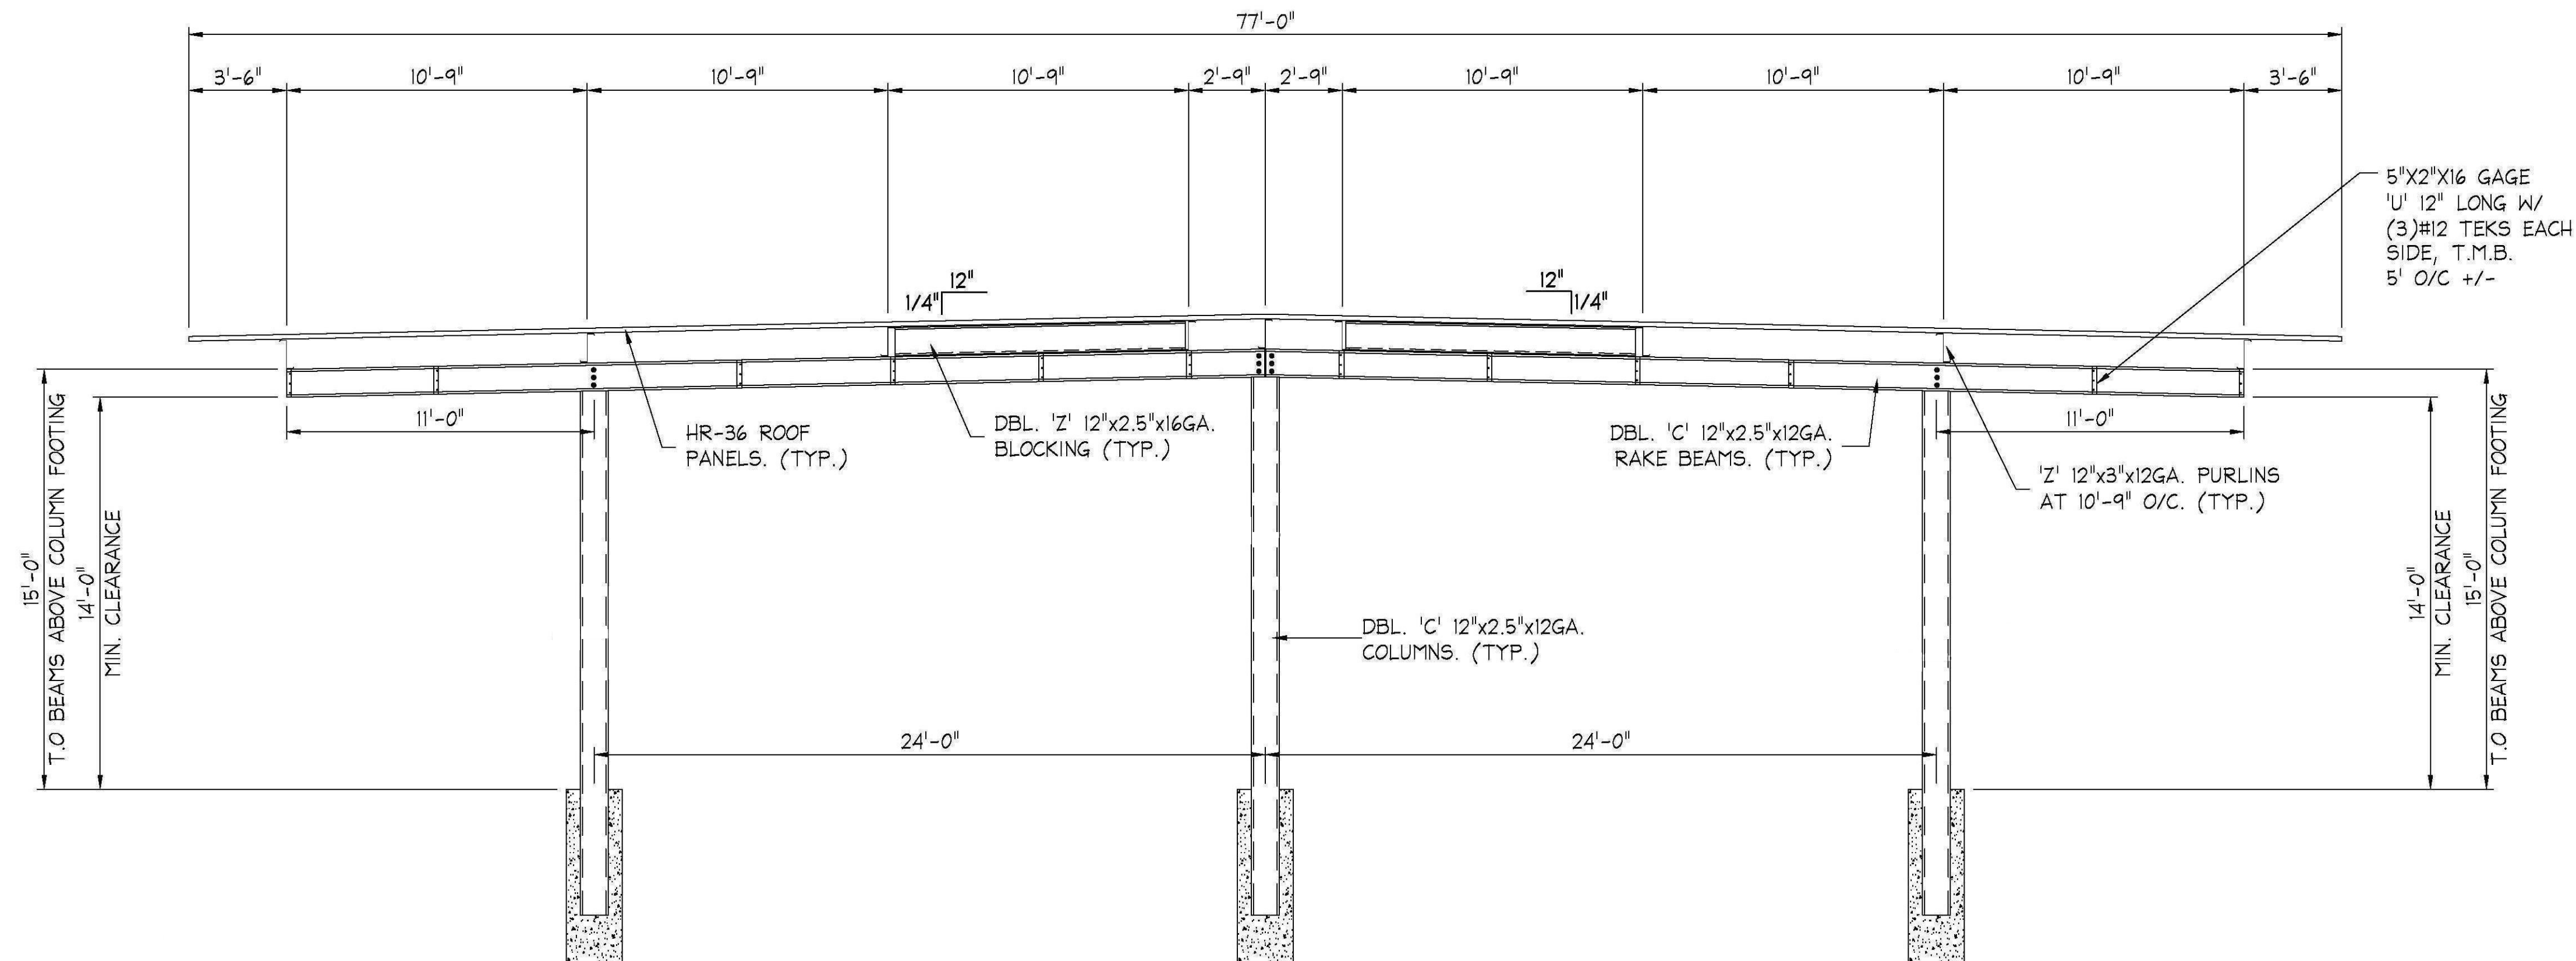 77'-0"
3'-6"
10'-9"
10'-9"
10'-9"
2'-9"
2'-9"
10'-9"
10'-9"
10'-9"
3'-6"
5"X2"X16 GAGE
'U' 12" LONG W/
(3)#12 TEKS EACH
SIDE, T.M.B.
5' O/C +/-
12"
1/4"
12"
1/4"
11'-0"
HR-36 ROOF
PANELS. (TYP.)
DBL. 'Z' 12"x2.5"x16GA.
BLOCKING (TYP.)
DBL. 'C' 12"x2.5"x12GA.
RAKE BEAMS. (TYP.)
11'-0"
'Z' 12"x3"x12GA. PURLINS
AT 10'-9" O/C. (TYP.)
15'-0"
T.O BEAMS ABOVE COLUMN FOOTING
14'-0"
MIN. CLEARANCE
DBL. 'C' 12"x2.5"x12GA.
COLUMNS. (TYP.)
14'-0"
MIN. CLEARANCE
15'-0"
T.O BEAMS ABOVE COLUMN FOOTING
24'-0"
24'-0"